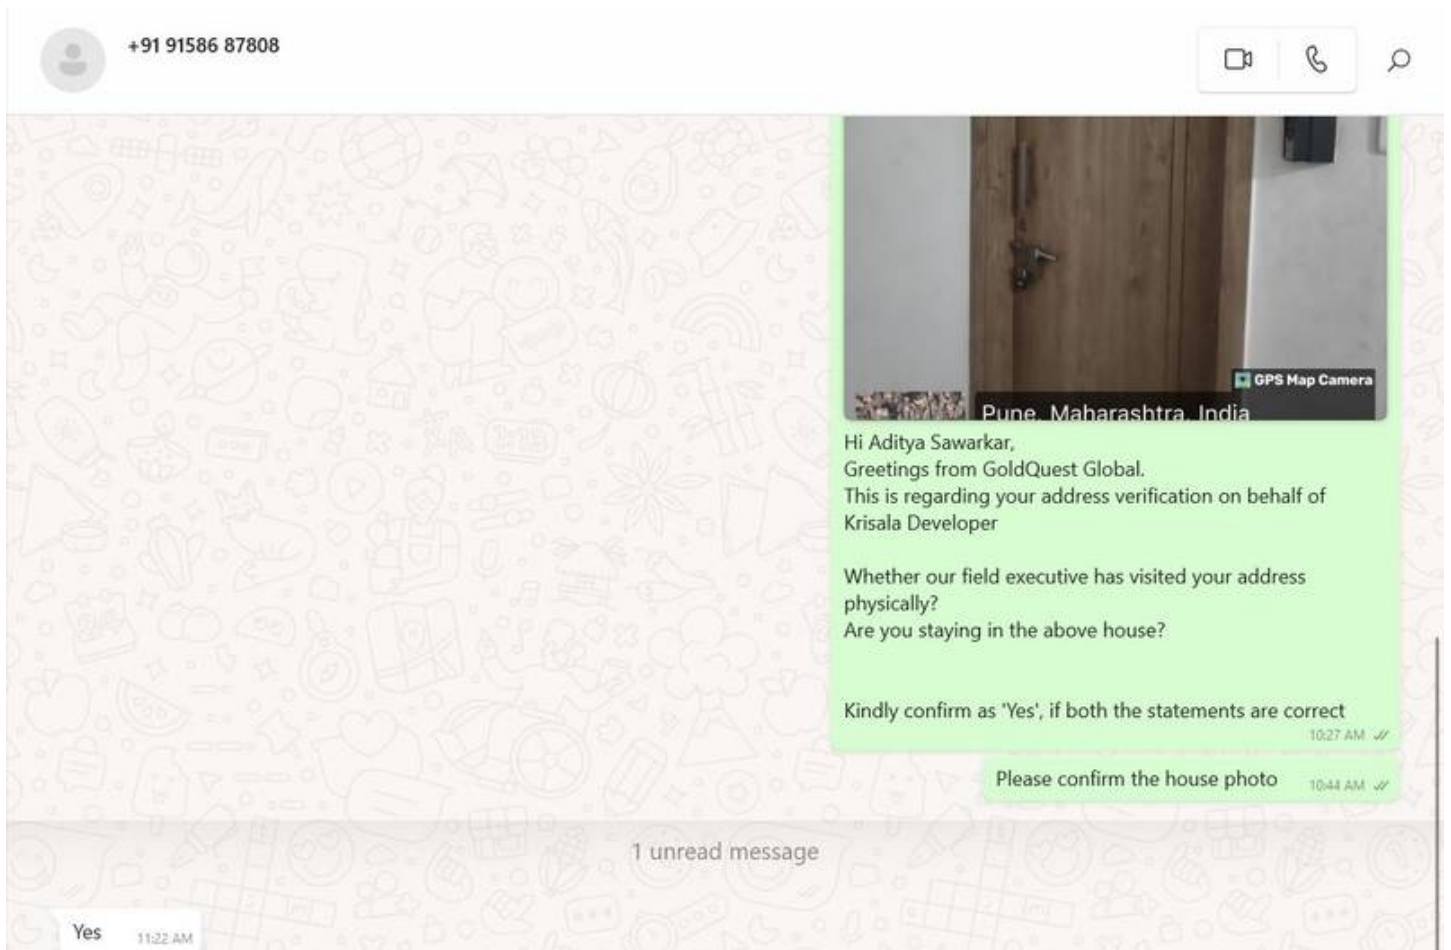 +91 91586 87808
GPS Map Camera
Pune, Maharashtra, India
Hi Aditya Sawarkar,
Greetings from GoldQuest Global.
This is regarding your address verification on behalf of
Krisala Developer
Whether our field executive has visited your address
physically?
Are you staying in the above house?
Kindly confirm as 'Yes', if both the statements are correct
10:27 AM
Please confirm the house photo
10:44 AM
1 unread message
Yes
11:22 AM